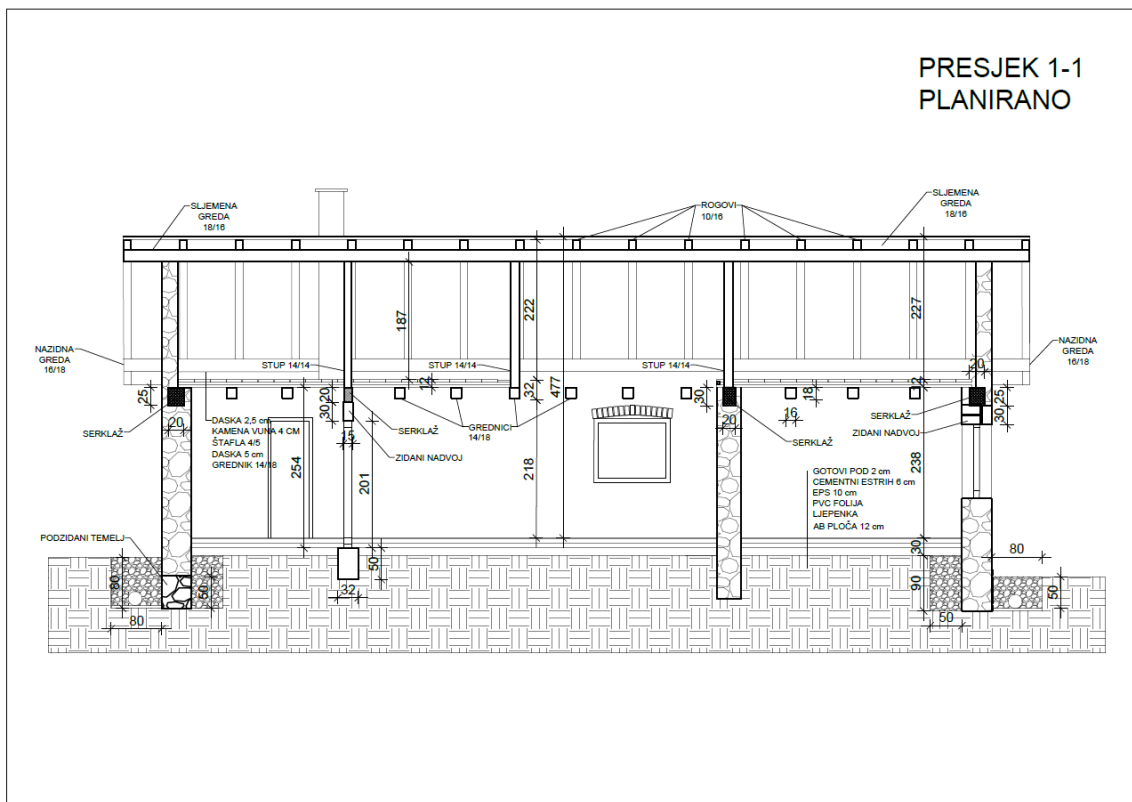 PRESJEK 1-1
PLANIRANO
SLJEMENA
GREDA
18/16
ROGOVI
10/16
SLJEMENA
GREDA
18/16
187
222
477
227
NAZIDNA
GREDA
16/18
STUP 14/14
STUP 14/14
STUP 14/14
NAZIDNA
GREDA
16/18
20
25
20
30
12
32
30
18
12
25
30
SERKLAŽ
20
DASKA 2,5 cm
KAMENA VUNA 4 CM
ŠTAFLA 4/5
DASKA 5 cm
GREDNIK 14/18
15
SERKLAŽ
ZIDANI NADVOJ
GREDNICI
14/18
20
16
SERKLAŽ
SERKLAŽ
ZIDANI NADVOJ
254
201
218
238
GOTOVI POD 2 cm
CEMENTNI ESTRIH 6 cm
EPS 10 cm
PVC FOLIJA
LJEPENKA
AB PLOČA 12 cm
PODZIDANI TEMELJ
80
50
80
50
32
30
90
50
80
50